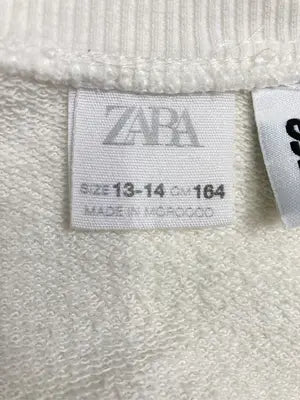 ZARA
SIZE 13-14 CM 164
MADE IN MOROCCO
S